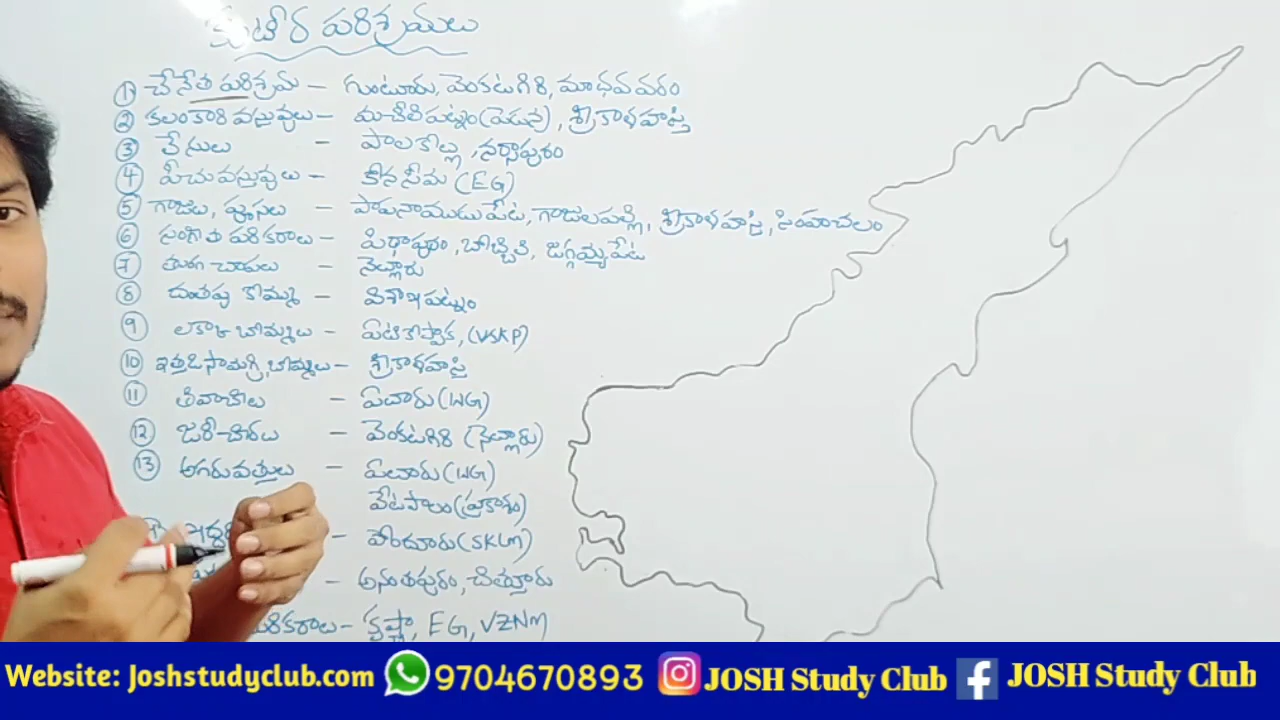 కుటీర పరిశ్రమలు
① చేనేత పరిశ్రమ – గుంటూరు, వెంకటగిరి, మాధవవరం
② కలంకారి వస్త్రువులు – మచిలీపట్నం (పెడన), శ్రీకాళహస్తి
③ లేసులు – పాలకొల్లు, నర్సాపురం
④ పీచు వస్తువులు – కోనసీమ (EG)
⑤ గాజులు, పూసలు – పాపనాయుడుపేట, గాజులపల్లి, శ్రీకాళహస్తి, సింహాచలం
⑥ సంగీత పరికరాలు – పిఠాపురం, బొబ్బిలి, జగ్గయ్యపేట
⑦ తుంగ చాపలు – నెల్లూరు
⑧ దంతపు కొమ్ము – విశాఖపట్నం
⑨ లక్క బొమ్మలు – ఏటికొప్పాక, (VSKP)
⑩ ఇత్తడి సామగ్రి, బొమ్మలు – శ్రీకాళహస్తి
⑪ తివాచీలు – ఏలూరు (WG)
⑫ జరీ చీరలు – వెంకటగిరి (నెల్లూరు)
⑬ అగరువత్తులు – ఏలూరు (WG)
వేటపాలం (ప్రకాశం)
– పొందూరు (SKLM)
– అనంతపురం, చిత్తూరు
పరికరాలు – కృష్ణా, EG, VZNM
Website: Joshstudyclub.com 9704670893 JOSH Study Club JOSH Study Club